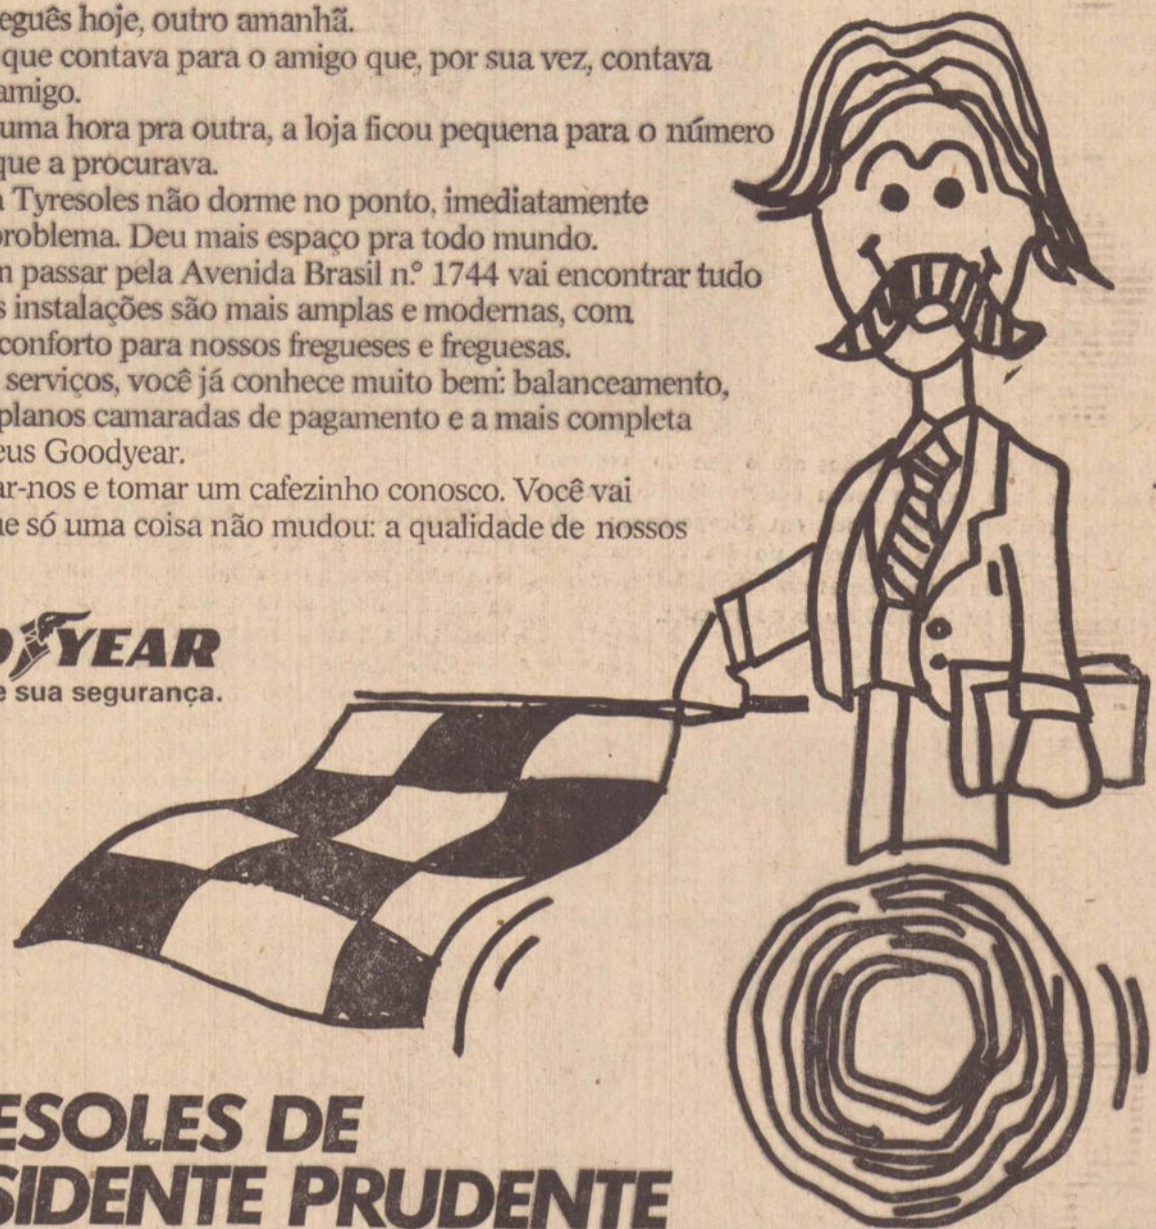 eguês hoje, outro amanhã.
que contava para o amigo que, por sua vez, contava
amigo.
uma hora pra outra, a loja ficou pequena para o número
que a procurava.
a Tyresoles não dorme no ponto, imediatamente
problema. Deu mais espaço pra todo mundo.
m passar pela Avenida Brasil n.º 1744 vai encontrar tudo
s instalações são mais amplas e modernas, com
conforto para nossos fregueses e freguesas.
serviços, você já conhece muito bem: balanceamento,
planos camaradas de pagamento e a mais completa
eus Goodyear.
ar-nos e tomar um cafezinho conosco. Você vai
ue só uma coisa não mudou: a qualidade de nossos
YEAR
e sua segurança.
ESOLES DE
SIDENTE PRUDENTE